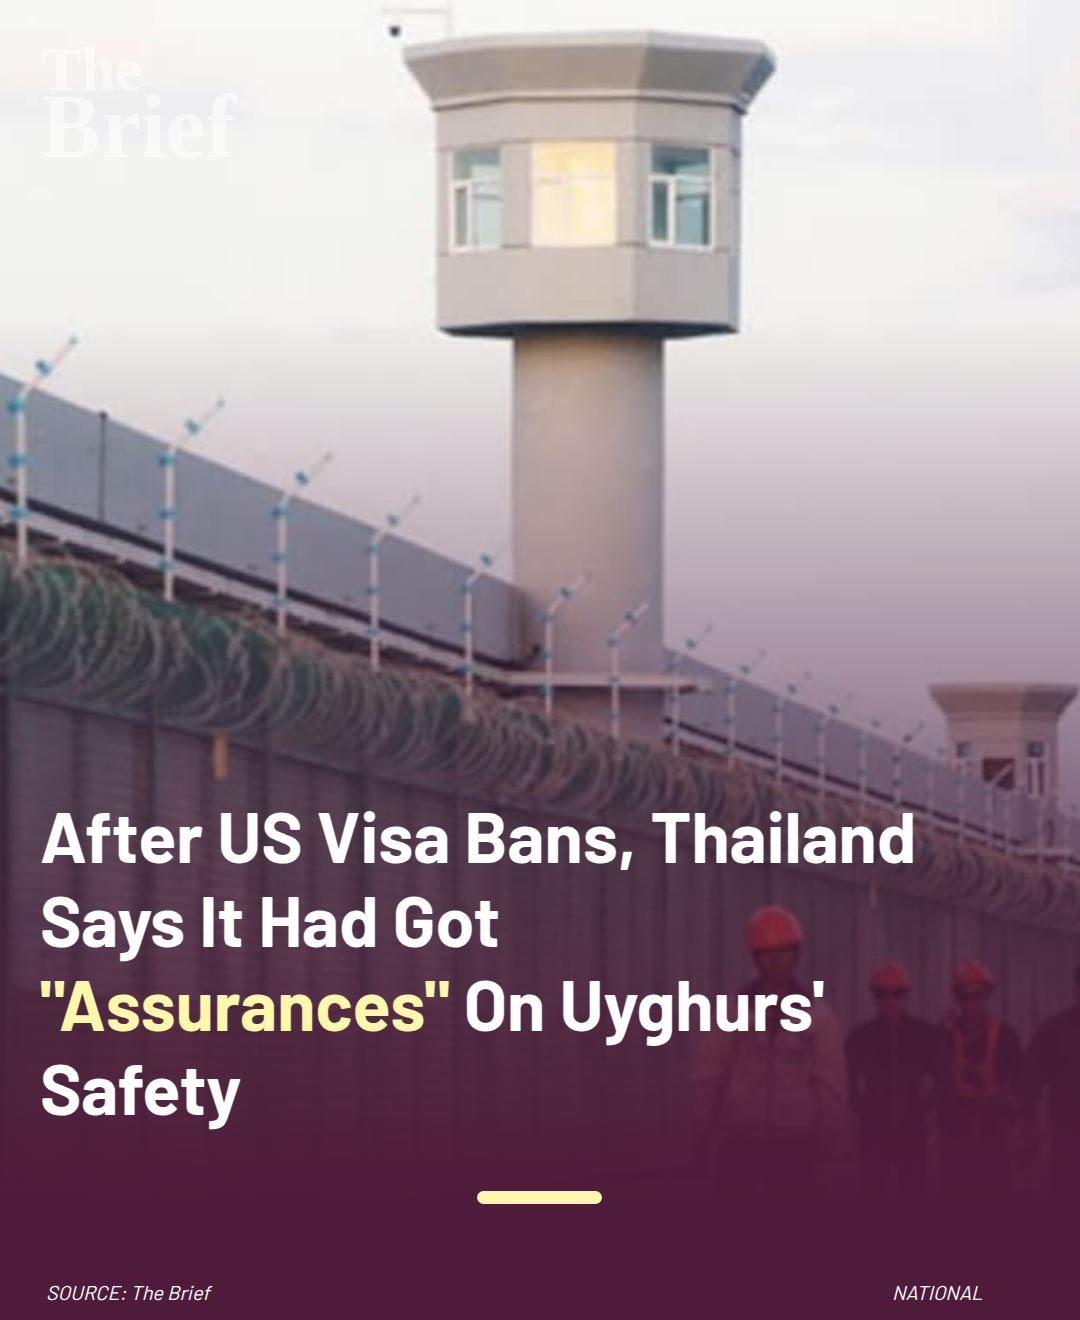 The
Brief
After US Visa Bans, Thailand
Says It Had Got
"Assurances" On Uyghurs'
Safety
SOURCE: The Brief
NATIONAL